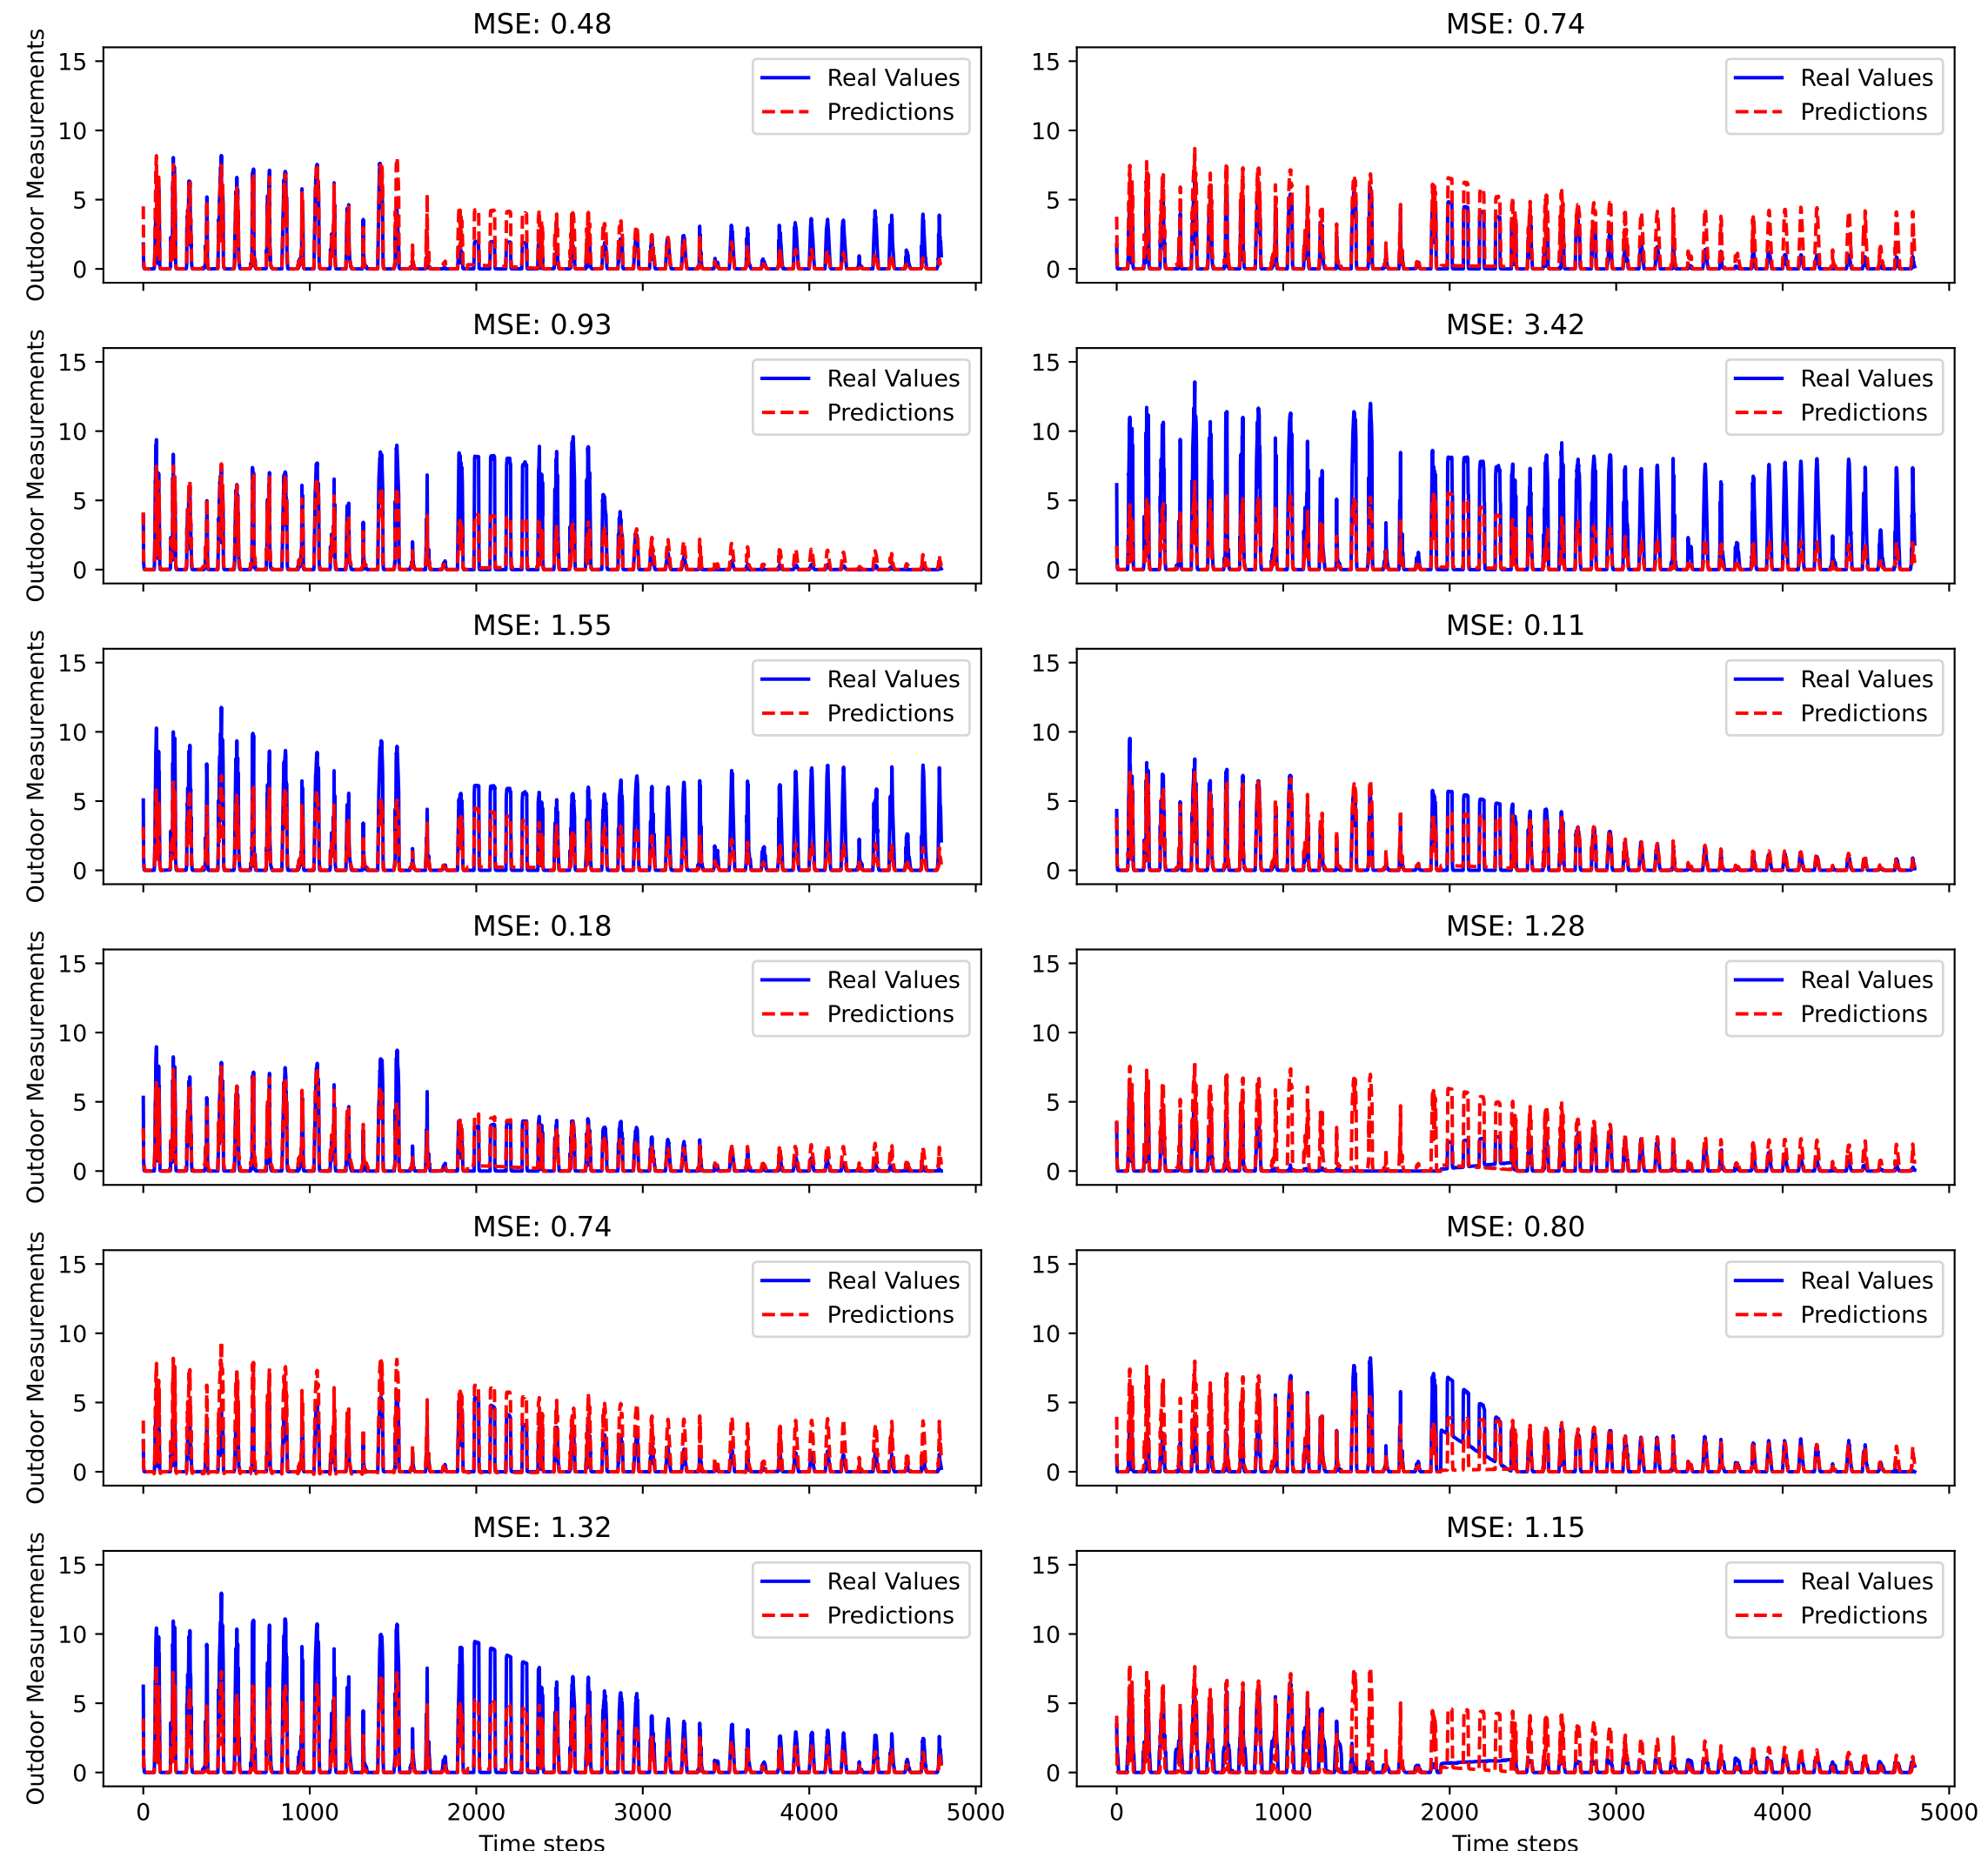 MSE: 0.48
MSE: 0.74
Outdoor Measurements
15
10
5
0
Real Values
Predictions
15
10
5
0
Real Values
Predictions
MSE: 0.93
MSE: 3.42
Outdoor Measurements
15
10
5
0
Real Values
Predictions
15
10
5
0
Real Values
Predictions
MSE: 1.55
MSE: 0.11
Outdoor Measurements
15
10
5
0
Real Values
Predictions
15
10
5
0
Real Values
Predictions
MSE: 0.18
MSE: 1.28
Outdoor Measurements
15
10
5
0
Real Values
Predictions
15
10
5
0
Real Values
Predictions
MSE: 0.74
MSE: 0.80
Outdoor Measurements
15
10
5
0
Real Values
Predictions
15
10
5
0
Real Values
Predictions
MSE: 1.32
MSE: 1.15
Outdoor Measurements
15
10
5
0
Real Values
Predictions
15
10
5
0
Real Values
Predictions
0 1000 2000 3000 4000 5000
0 1000 2000 3000 4000 5000
Time steps
Time steps